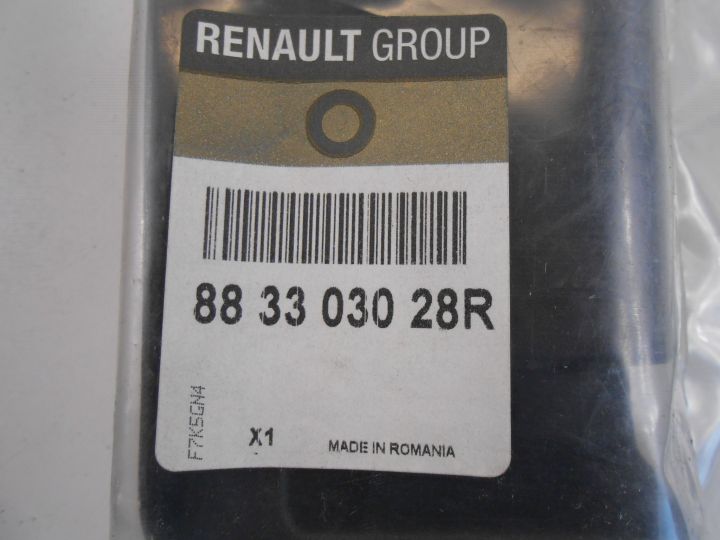 RENAULT GROUP
88 33 030 28R
F7K5GN4
X1
MADE IN ROMANIA